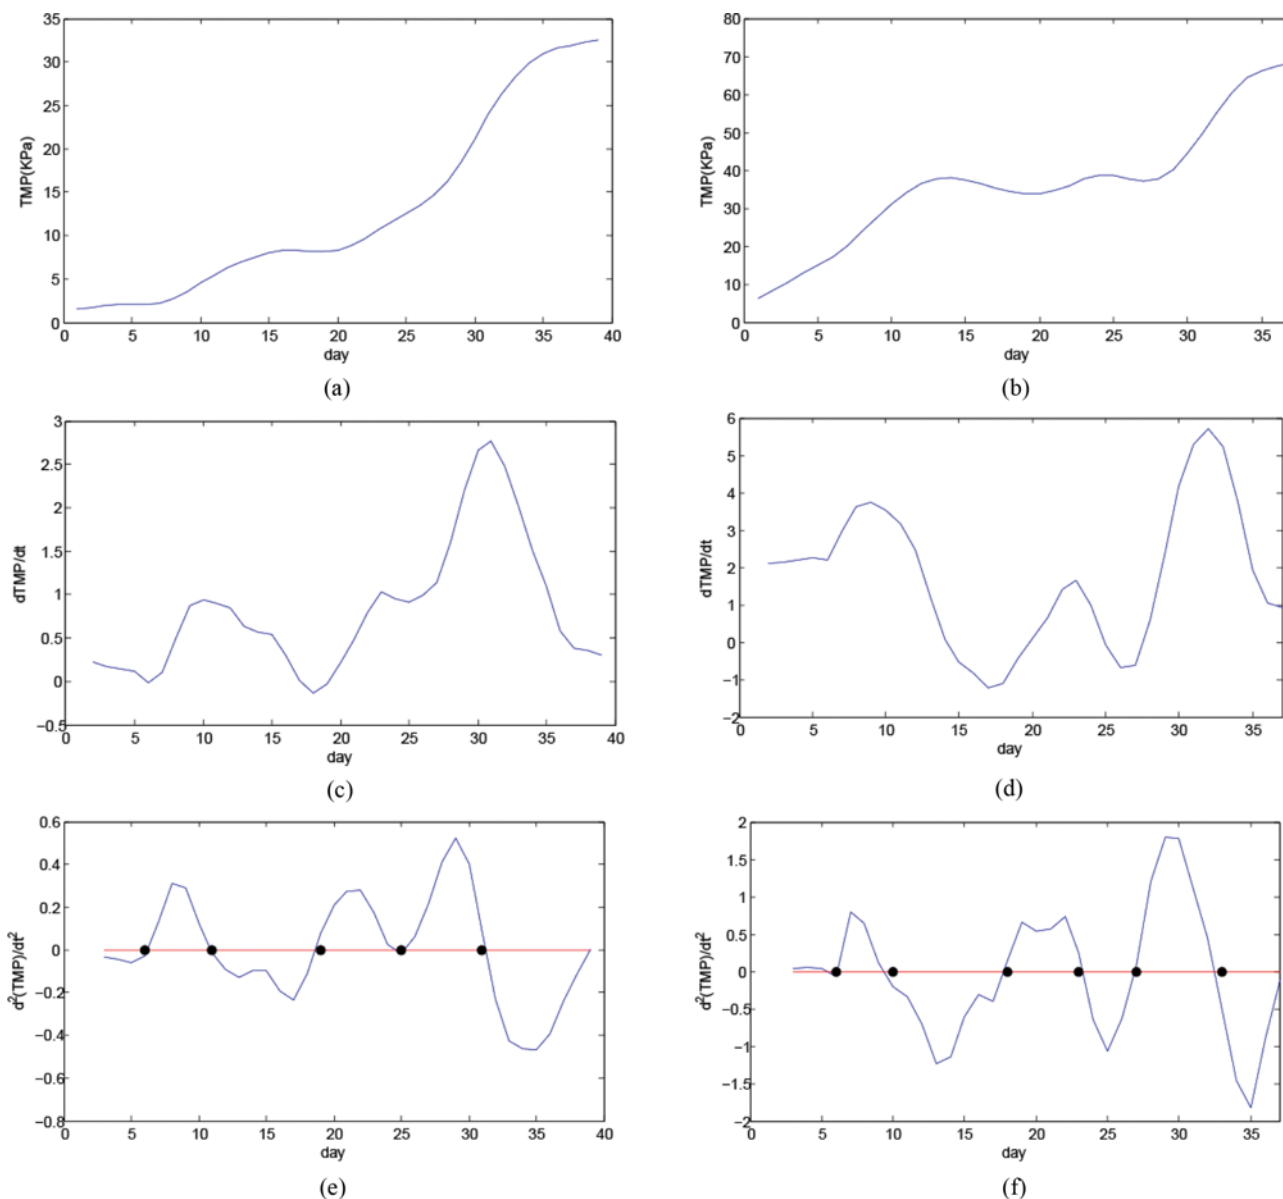 35
30
25
20
15
10
5
0
TMP(KPa)
0 5 10 15 20 25 30 35 40
day
(a)
80
70
60
50
40
30
20
10
0
TMP(KPa)
0 5 10 15 20 25 30 35
day
(b)
3
2.5
2
1.5
1
0.5
0
−0.5
dTMP/dt
0 5 10 15 20 25 30 35 40
day
(c)
6
5
4
3
2
1
0
−1
−2
dTMP/dt
0 5 10 15 20 25 30 35
day
(d)
0.6
0.4
0.2
0
−0.2
−0.4
−0.6
−0.8
d²(TMP)/dt²
0 5 10 15 20 25 30 35 40
day
(e)
2
1.5
1
0.5
0
−0.5
−1
−1.5
−2
d²(TMP)/dt²
0 5 10 15 20 25 30 35
day
(f)